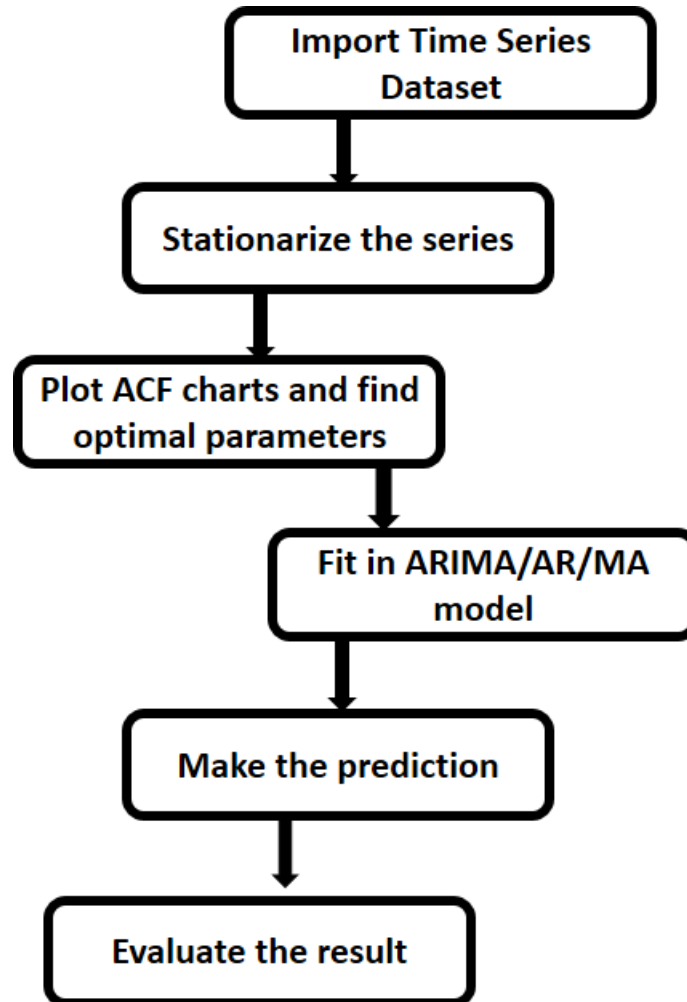 Import Time Series
Dataset
Stationarize the series
Plot ACF charts and find
optimal parameters
Fit in ARIMA/AR/MA
model
Make the prediction
Evaluate the result